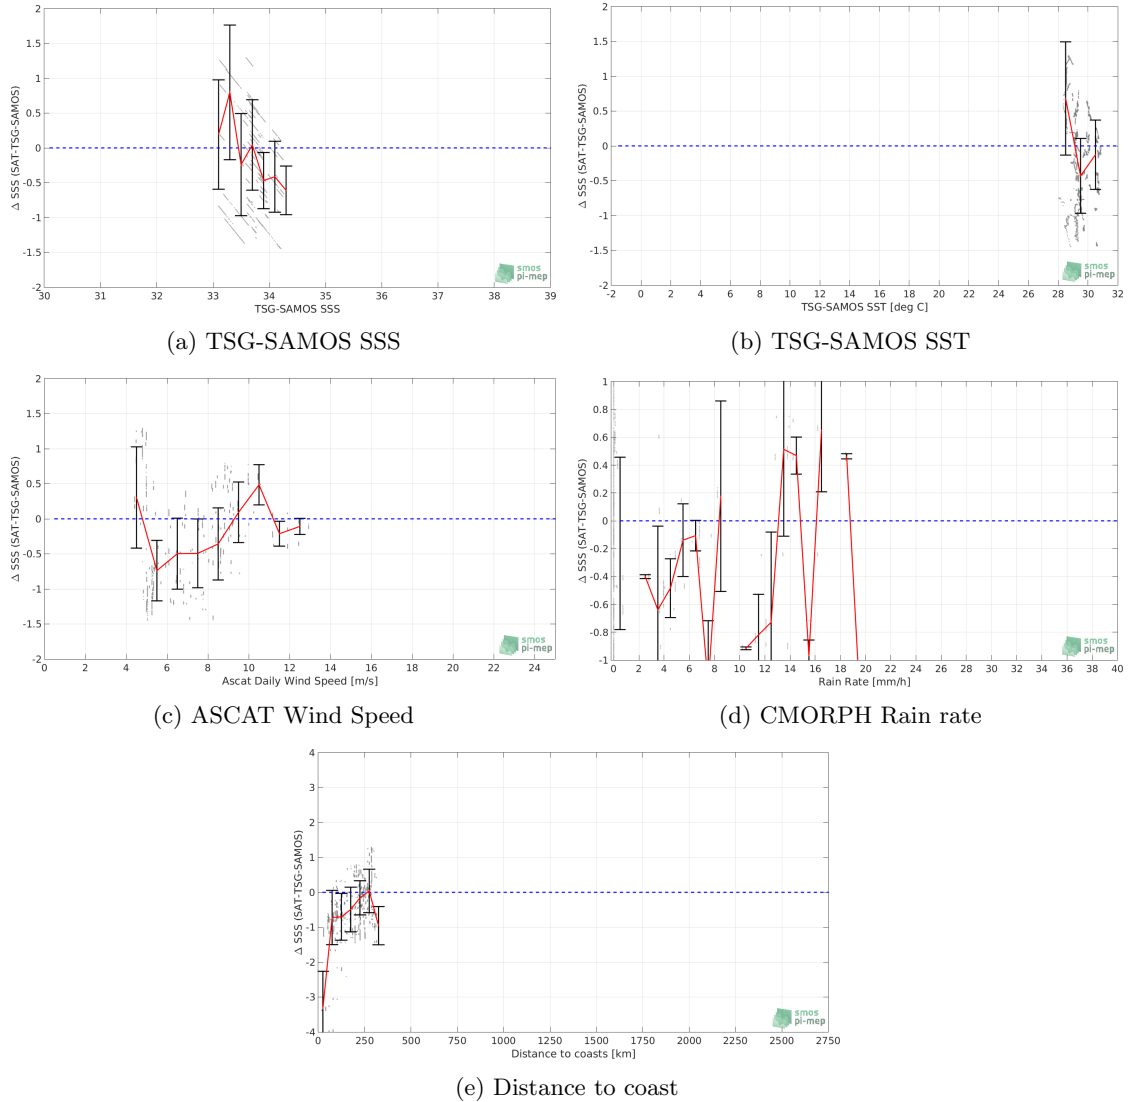 2
1.5
1
0.5
0
-0.5
-1
-1.5
-2
Δ SSS (SAT-TSG-SAMOS)
30 31 32 33 34 35 36 37 38 39
TSG-SAMOS SSS
smos
pi-mep
(a) TSG-SAMOS SSS
2
1.5
1
0.5
0
-0.5
-1
-1.5
-2
Δ SSS (SAT-TSG-SAMOS)
-2 0 2 4 6 8 10 12 14 16 18 20 22 24 26 28 30 32
TSG-SAMOS SST [deg C]
smos
pi-mep
(b) TSG-SAMOS SST
2
1.5
1
0.5
0
-0.5
-1
-1.5
-2
Δ SSS (SAT-TSG-SAMOS)
0 2 4 6 8 10 12 14 16 18 20 22 24
Ascat Daily Wind Speed [m/s]
smos
pi-mep
(c) ASCAT Wind Speed
1
0.8
0.6
0.4
0.2
0
-0.2
-0.4
-0.6
-0.8
-1
Δ SSS (SAT-TSG-SAMOS)
0 2 4 6 8 10 12 14 16 18 20 22 24 26 28 30 32 34 36 38 40
Rain Rate [mm/h]
smos
pi-mep
(d) CMORPH Rain rate
4
3
2
1
0
-1
-2
-3
-4
Δ SSS (SAT-TSG-SAMOS)
0 250 500 750 1000 1250 1500 1750 2000 2250 2500 2750
Distance to coasts [km]
smos
pi-mep
(e) Distance to coast